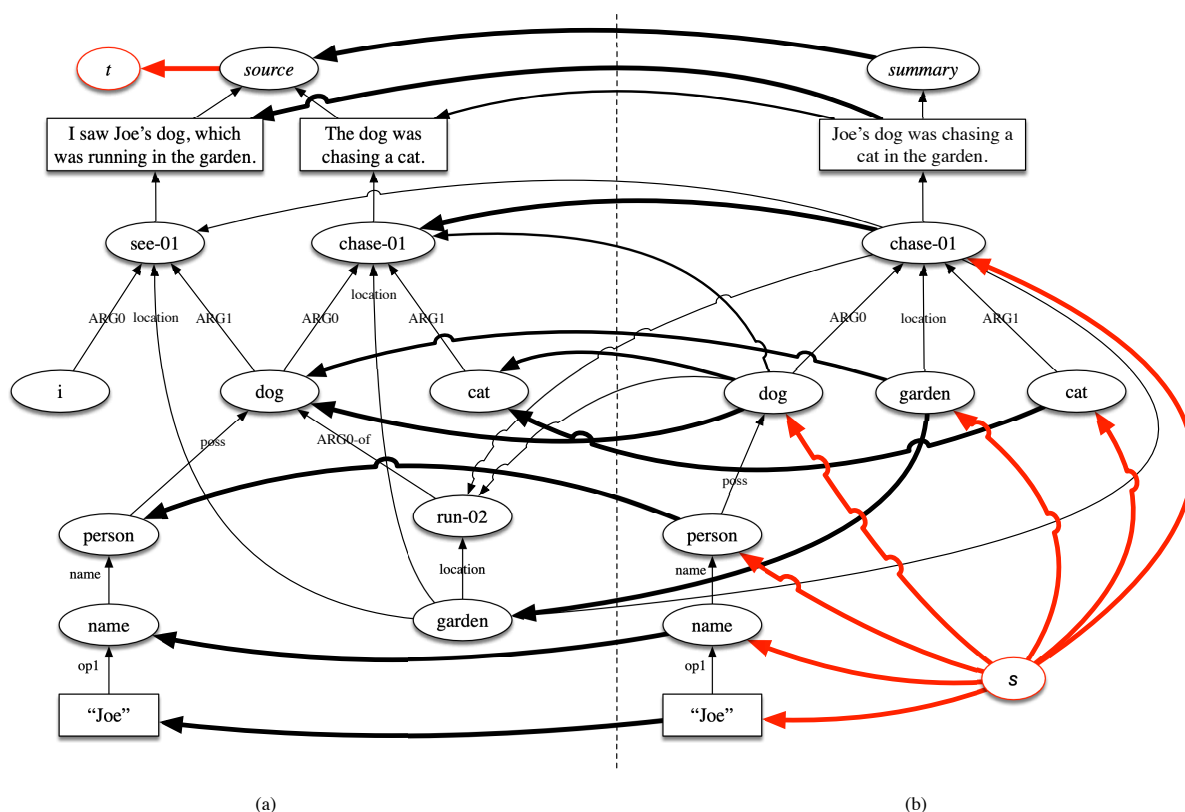 t
source
summary
I saw Joe's dog, which
was running in the garden.
The dog was
chasing a cat.
Joe's dog was chasing a
cat in the garden.
see-01
chase-01
chase-01
location
ARG0
location
ARG1
ARG0
ARG1
ARG0
location
ARG1
i
dog
cat
dog
garden
cat
poss
ARG0-of
poss
person
run-02
person
name
location
name
name
garden
name
op1
op1
s
“Joe”
“Joe”
(a)
(b)